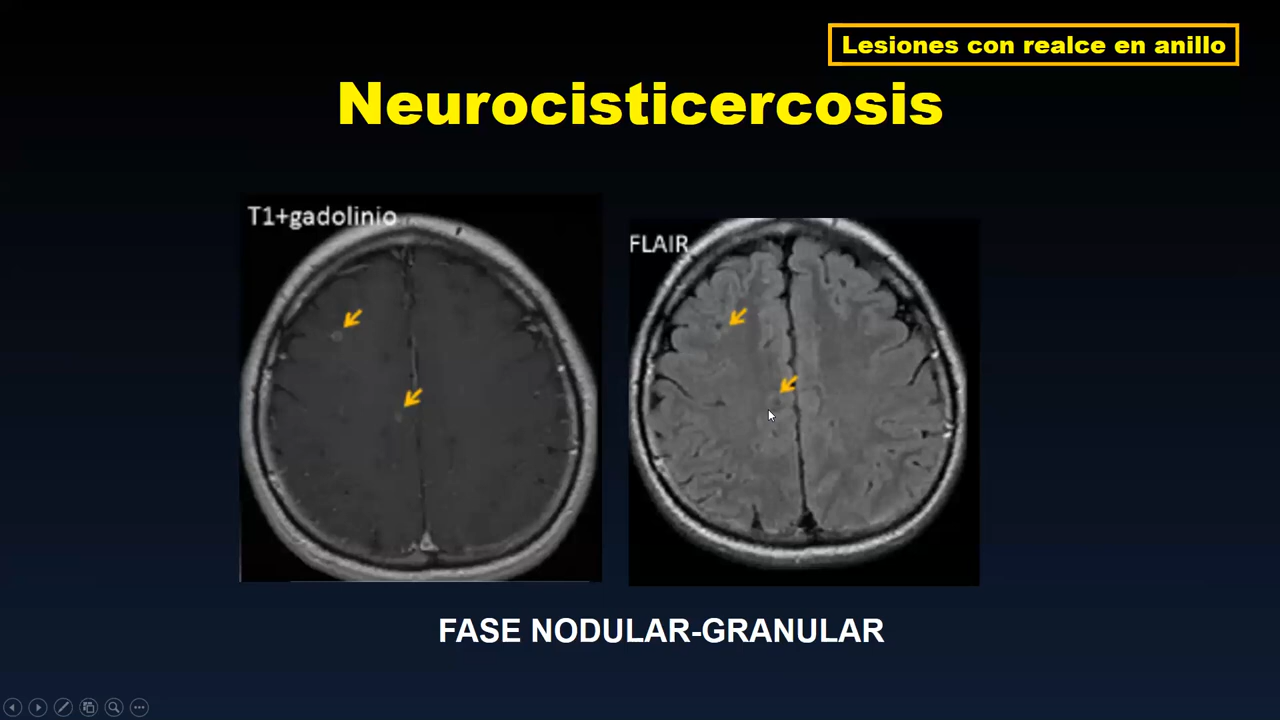 Lesiones con realce en anillo
Neurocisticercosis
T1+gadolinio
FLAIR
FASE NODULAR-GRANULAR